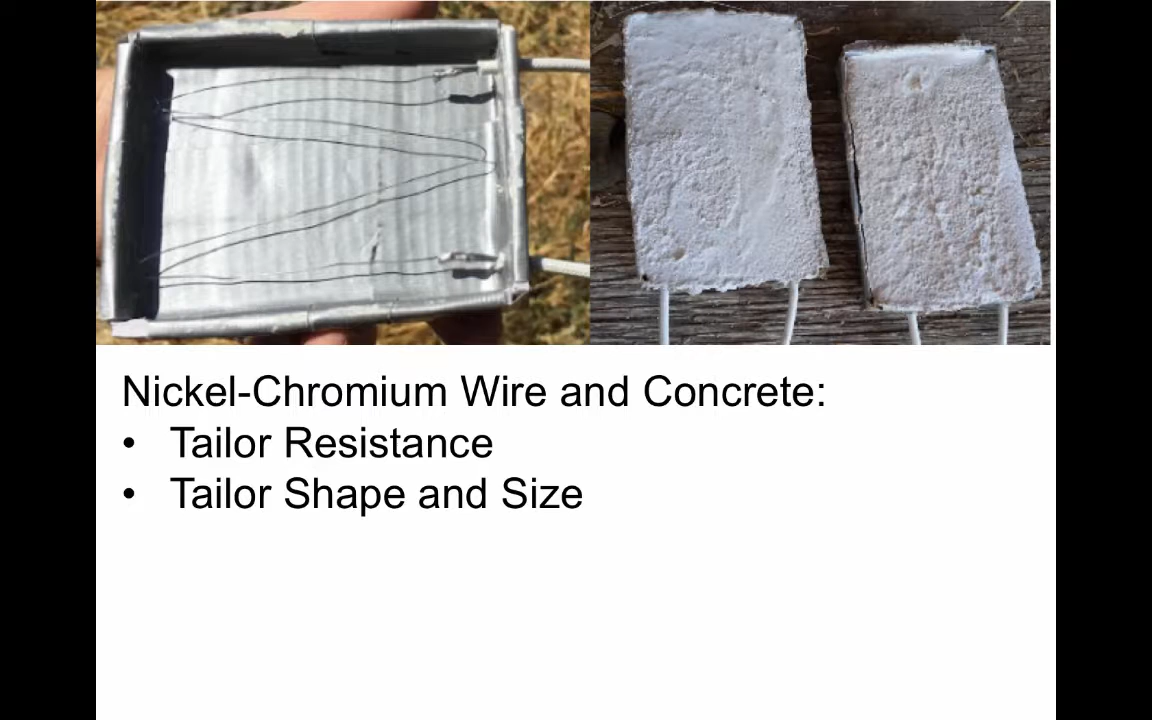 Nickel-Chromium Wire and Concrete:
• Tailor Resistance
• Tailor Shape and Size